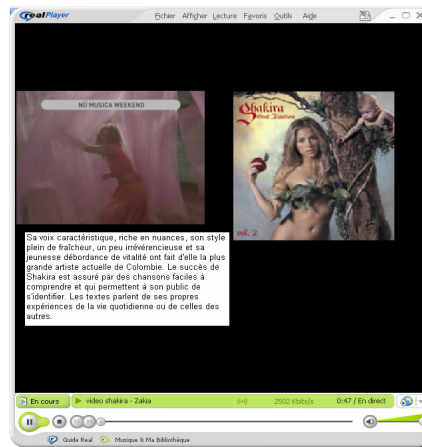 realPlayer
Fichier Afficher Lecture Favoris Outils Aide
NÚ MUSICA WEEKEND
Shakira
Oral Fixation
vol. 2
Sa voix caractéristique, riche en nuances, son style
plein de fraîcheur, un peu irrévérencieuse et sa
jeunesse débordante de vitalité ont fait d'elle la plus
grande artiste actuelle de Colombie. Le succès de
Shakira est assuré par des chansons faciles á
comprendre et qui permettent á son public de
s'identifier. Les textes parlent de ses propres
expériences de la vie quotidienne ou de celles des
autres.
En cours video shakira - Zakia 2502 Kbits/s 0:47 / En direct
Guide Real Musique & Ma Bibliothèque